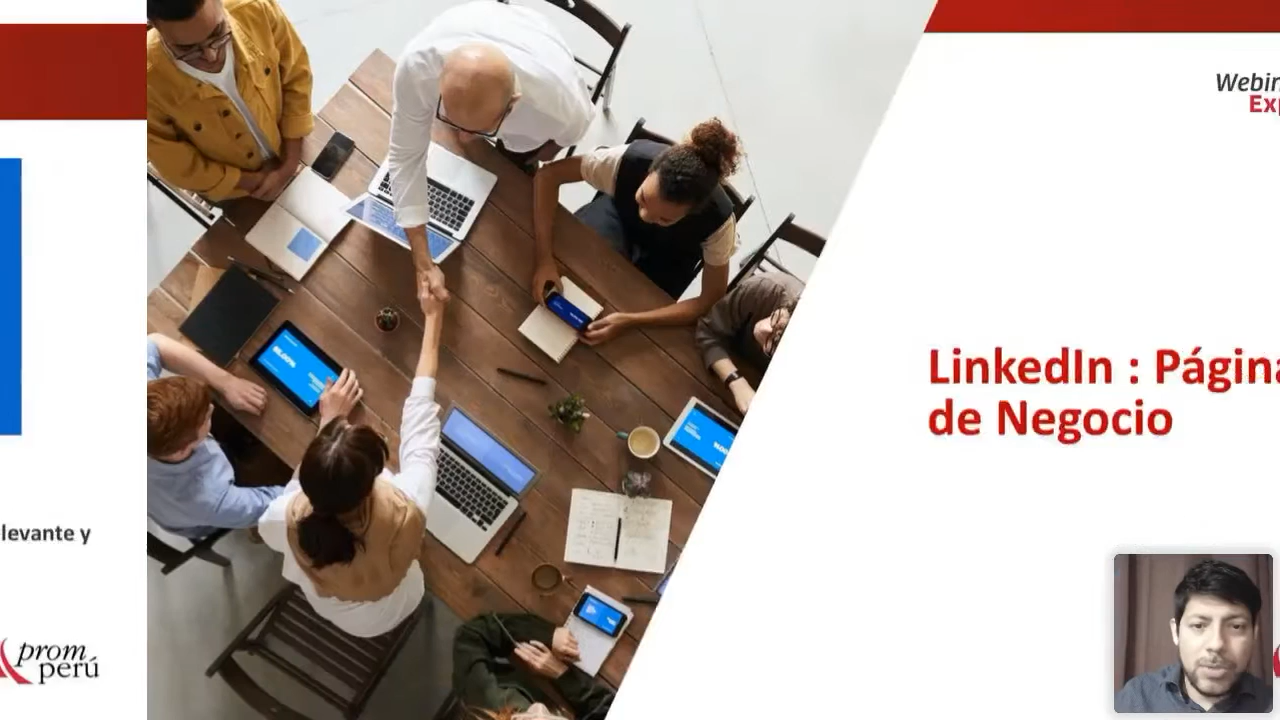 levante y
prom
perú
Webin
Exp
LinkedIn : Página
de Negocio